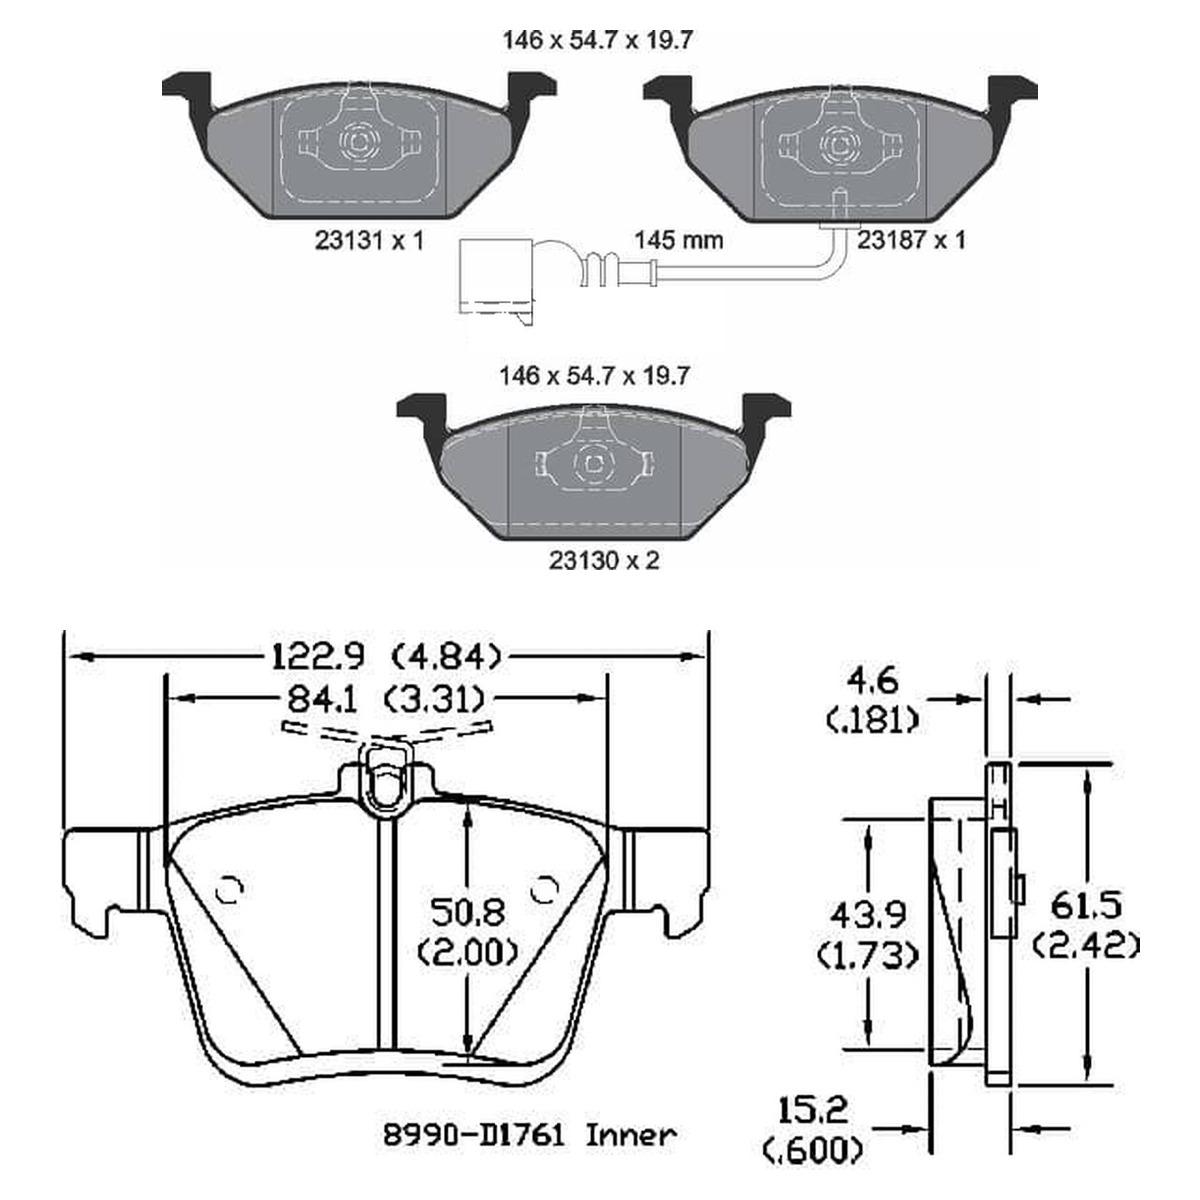 146 x 54.7 x 19.7
23131 x 1
145 mm
23187 x 1
146 x 54.7 x 19.7
23130 x 2
122.9 (4.84)
84.1 (3.31)
4.6
(.181)
50.8
(2.00)
43.9
(1.73)
61.5
(2.42)
15.2
(.600)
8990-D1761 Inner